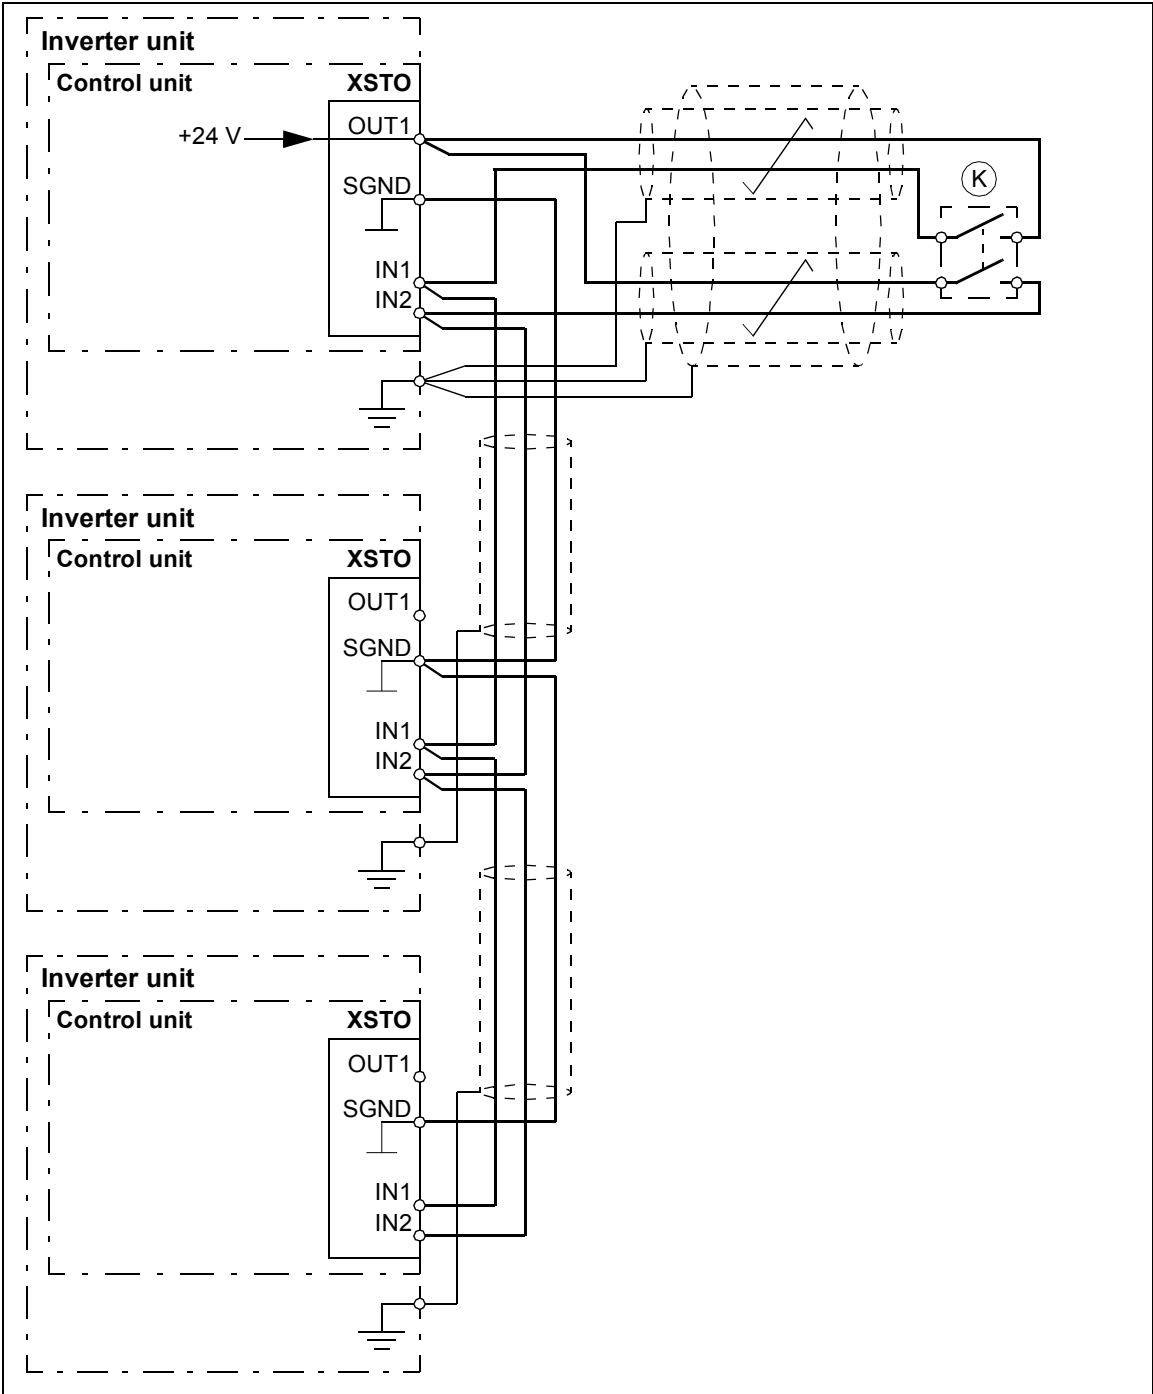 Inverter unit
Control unit XSTO
OUT1
+24 V
SGND
K
IN1
IN2
Inverter unit
Control unit XSTO
OUT1
SGND
IN1
IN2
Inverter unit
Control unit XSTO
OUT1
SGND
IN1
IN2